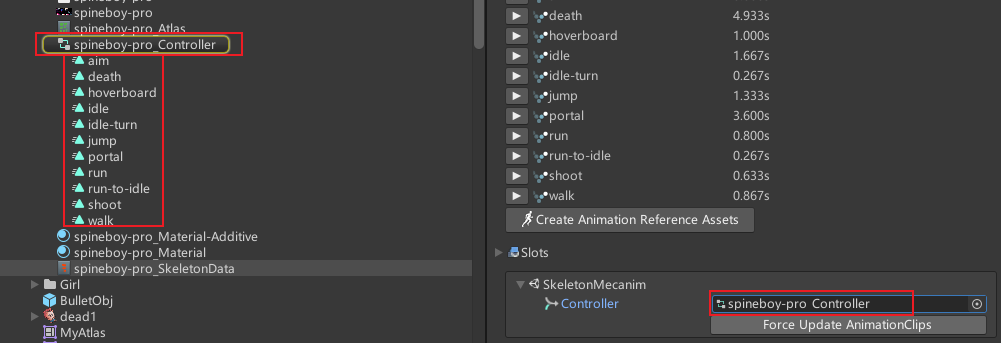 spineboy-pro
spineboy-pro_Atlas
spineboy-pro_Controller
aim
death
hoverboard
idle
idle-turn
jump
portal
run
run-to-idle
shoot
walk
spineboy-pro_Material-Additive
spineboy-pro_Material
spineboy-pro_SkeletonData
Girl
BulletObj
dead1
MyAtlas
death 4.933s
hoverboard 1.000s
idle 1.667s
idle-turn 0.267s
jump 1.333s
portal 3.600s
run 0.800s
run-to-idle 0.267s
shoot 0.633s
walk 0.867s
Create Animation Reference Assets
Slots
SkeletonMecanim
Controller spineboy-pro_Controller
Force Update AnimationClips